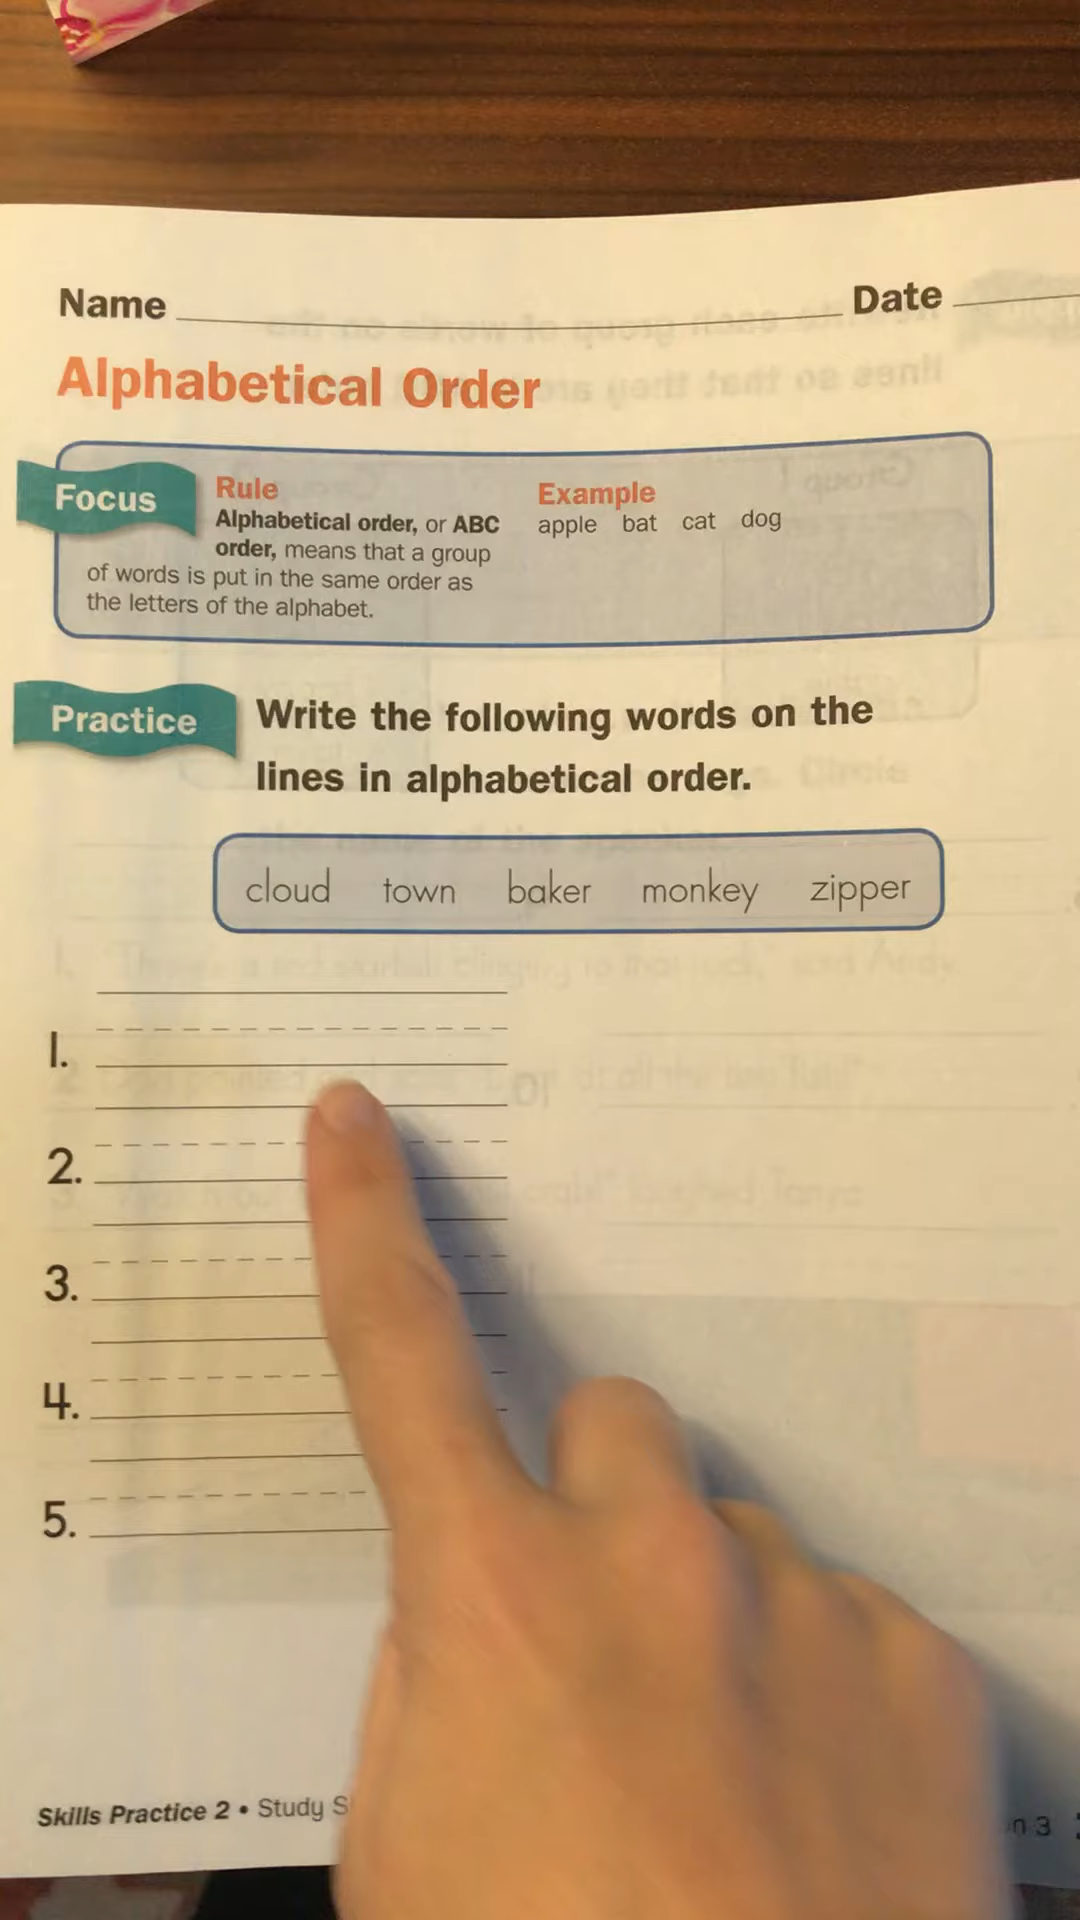 Name Date
Alphabetical Order
Focus
Rule
Alphabetical order, or ABC
order, means that a group
of words is put in the same order as
the letters of the alphabet.
Example
apple bat cat dog
Practice
Write the following words on the
lines in alphabetical order.
cloud town baker monkey zipper
1.
2.
3.
4.
5.
Skills Practice 2 • Study
3